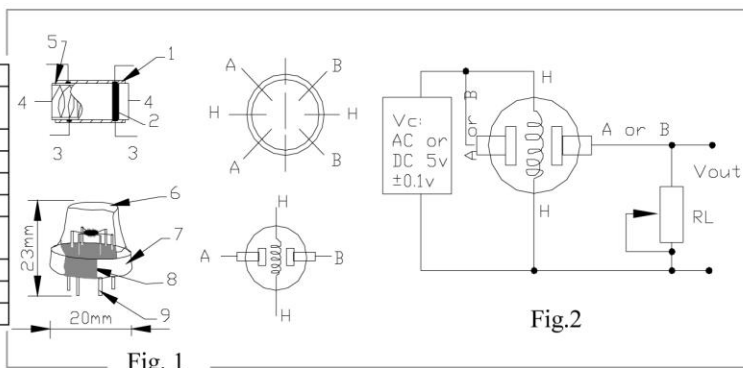 5
1
A
B
4
4
H
H
2
3
3
A
B
6
7
8
9
23mm
20mm
H
A
B
H
Fig. 1
H
Vc:
AC or
DC 5v
±0.1v
A or B
A or B
H
Vout
RL
Fig.2